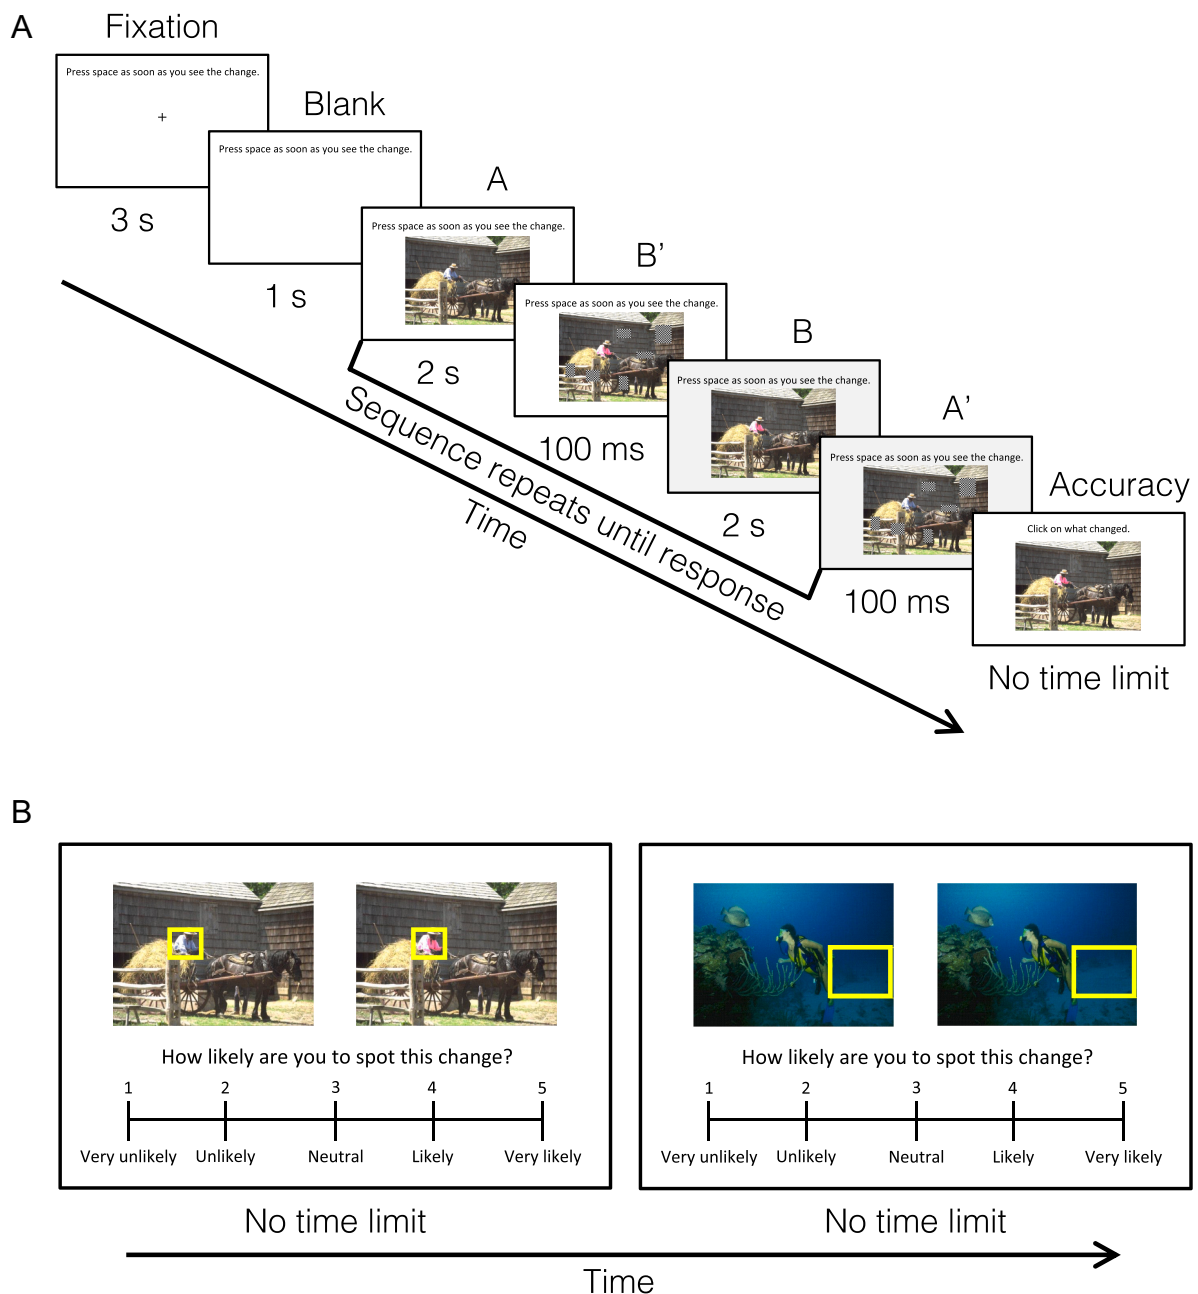 A
Fixation
Press space as soon as you see the change.
+
3 s
Blank
Press space as soon as you see the change.
1 s
A
Press space as soon as you see the change.
2 s
B’
Press space as soon as you see the change.
100 ms
B
Press space as soon as you see the change.
2 s
A’
Press space as soon as you see the change.
100 ms
Accuracy
Click on what changed.
No time limit
Sequence repeats until response
Time
B
How likely are you to spot this change?
1 2 3 4 5
Very unlikely Unlikely Neutral Likely Very likely
No time limit
How likely are you to spot this change?
1 2 3 4 5
Very unlikely Unlikely Neutral Likely Very likely
No time limit
Time